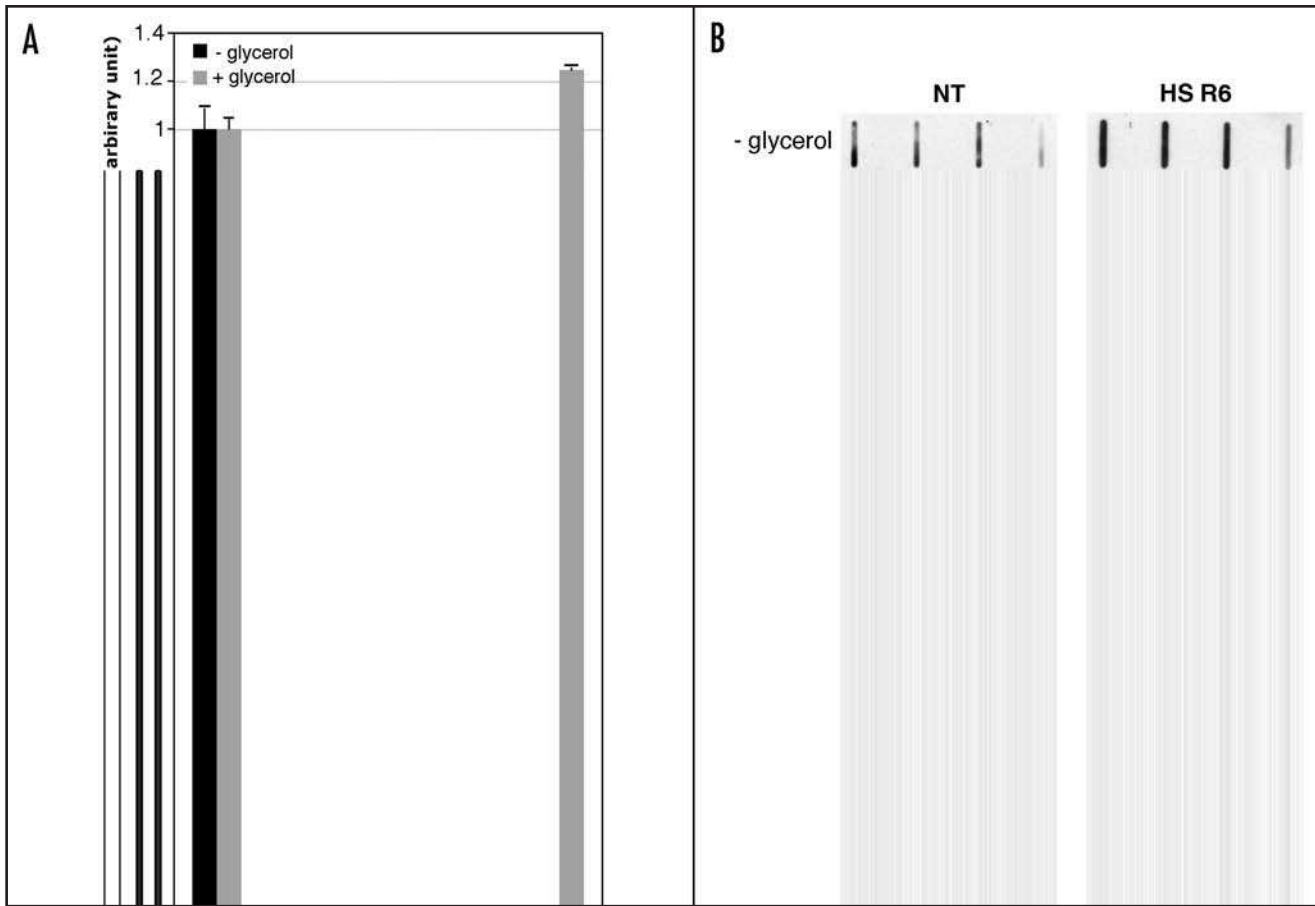 A
arbirary unit)
1.4
1.2
1
- glycerol
+ glycerol
B
NT
HS R6
- glycerol